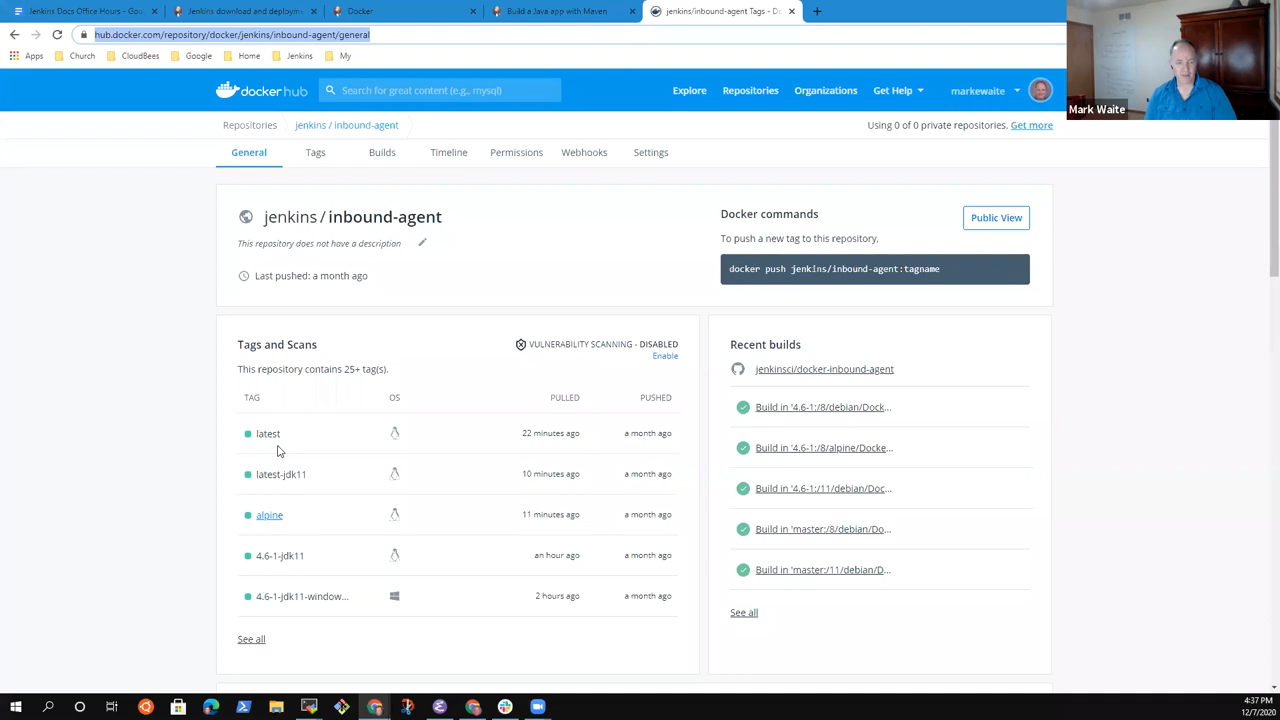 Jenkins Docs Office Hours - Goo
Jenkins download and deploym
Docker
Build a Java app with Maven
jenkins/inbound-agent Tags - Do
hub.docker.com/repository/docker/jenkins/inbound-agent/general
Apps Church CloudBees Google Home Jenkins My
dockerhub
Search for great content (e.g., mysql)
Explore Repositories Organizations Get Help markewaite
Mark Waite
Repositories jenkins / inbound-agent
Using 0 of 0 private repositories. Get more
General Tags Builds Timeline Permissions Webhooks Settings
jenkins / inbound-agent
This repository does not have a description
Last pushed: a month ago
Docker commands
Public View
To push a new tag to this repository,
docker push jenkins/inbound-agent:tagname
Tags and Scans
VULNERABILITY SCANNING - DISABLED
Enable
This repository contains 25+ tag(s).
TAG OS PULLED PUSHED
latest 22 minutes ago a month ago
latest-jdk11 10 minutes ago a month ago
alpine 11 minutes ago a month ago
4.6-1-jdk11 an hour ago a month ago
4.6-1-jdk11-window... 2 hours ago a month ago
See all
Recent builds
jenkinsci/docker-inbound-agent
Build in '4.6-1:/8/debian/Dock...
Build in '4.6-1:/8/alpine/Docke...
Build in '4.6-1:/11/debian/Doc...
Build in 'master:/8/debian/Do...
Build in 'master:/11/debian/D...
See all
4:37 PM
12/7/2020